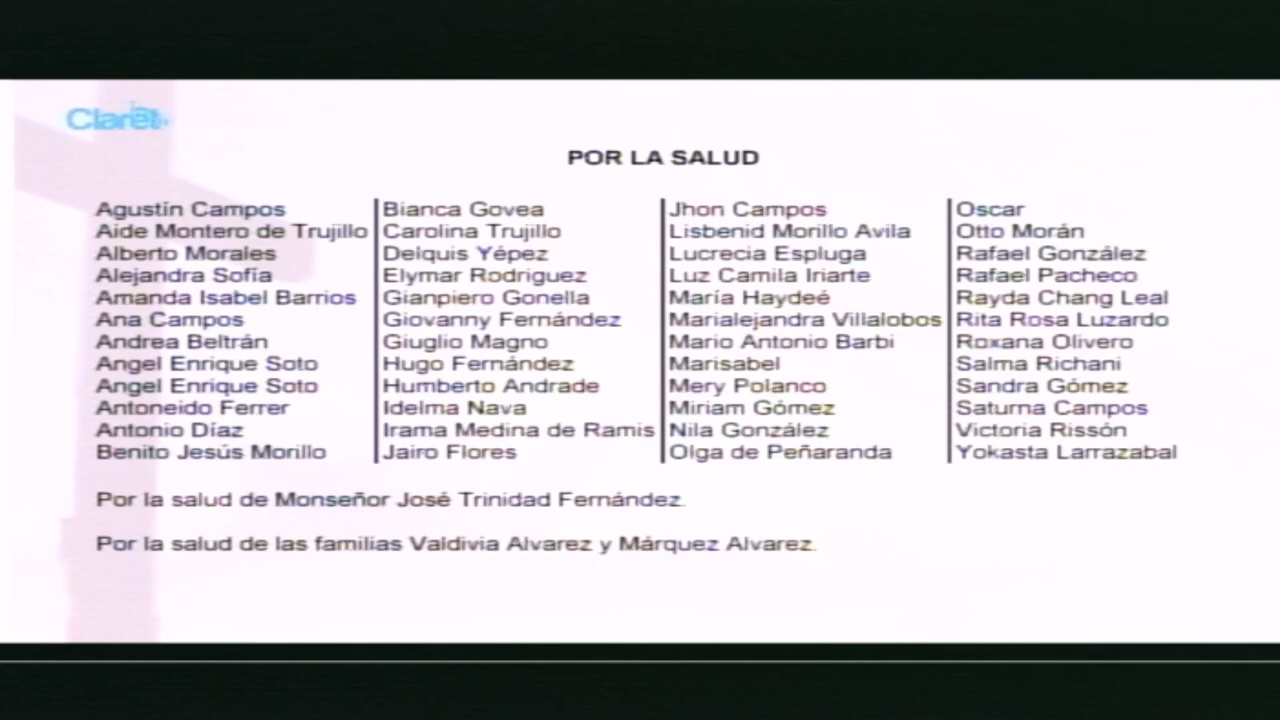 Claret
POR LA SALUD
Agustín Campos
Aide Montero de Trujillo
Alberto Morales
Alejandra Sofía
Amanda Isabel Barrios
Ana Campos
Andrea Beltrán
Angel Enrique Soto
Angel Enrique Soto
Antoneido Ferrer
Antonio Díaz
Benito Jesús Morillo
Bianca Govea
Carolina Trujillo
Delquis Yépez
Elymar Rodriguez
Gianpiero Gonella
Giovanny Fernández
Giuglio Magno
Hugo Fernández
Humberto Andrade
Idelma Nava
Irama Medina de Ramis
Jairo Flores
Jhon Campos
Lisbenid Morillo Avila
Lucrecia Espluga
Luz Camila Iriarte
María Haydeé
Marialejandra Villalobos
Mario Antonio Barbi
Marisabel
Mery Polanco
Miriam Gómez
Nila González
Olga de Peñaranda
Oscar
Otto Morán
Rafael González
Rafael Pacheco
Rayda Chang Leal
Rita Rosa Luzardo
Roxana Olivero
Salma Richani
Sandra Gómez
Saturna Campos
Victoria Rissón
Yokasta Larrazabal
Por la salud de Monseñor José Trinidad Fernández.
Por la salud de las familias Valdivia Alvarez y Márquez Alvarez.